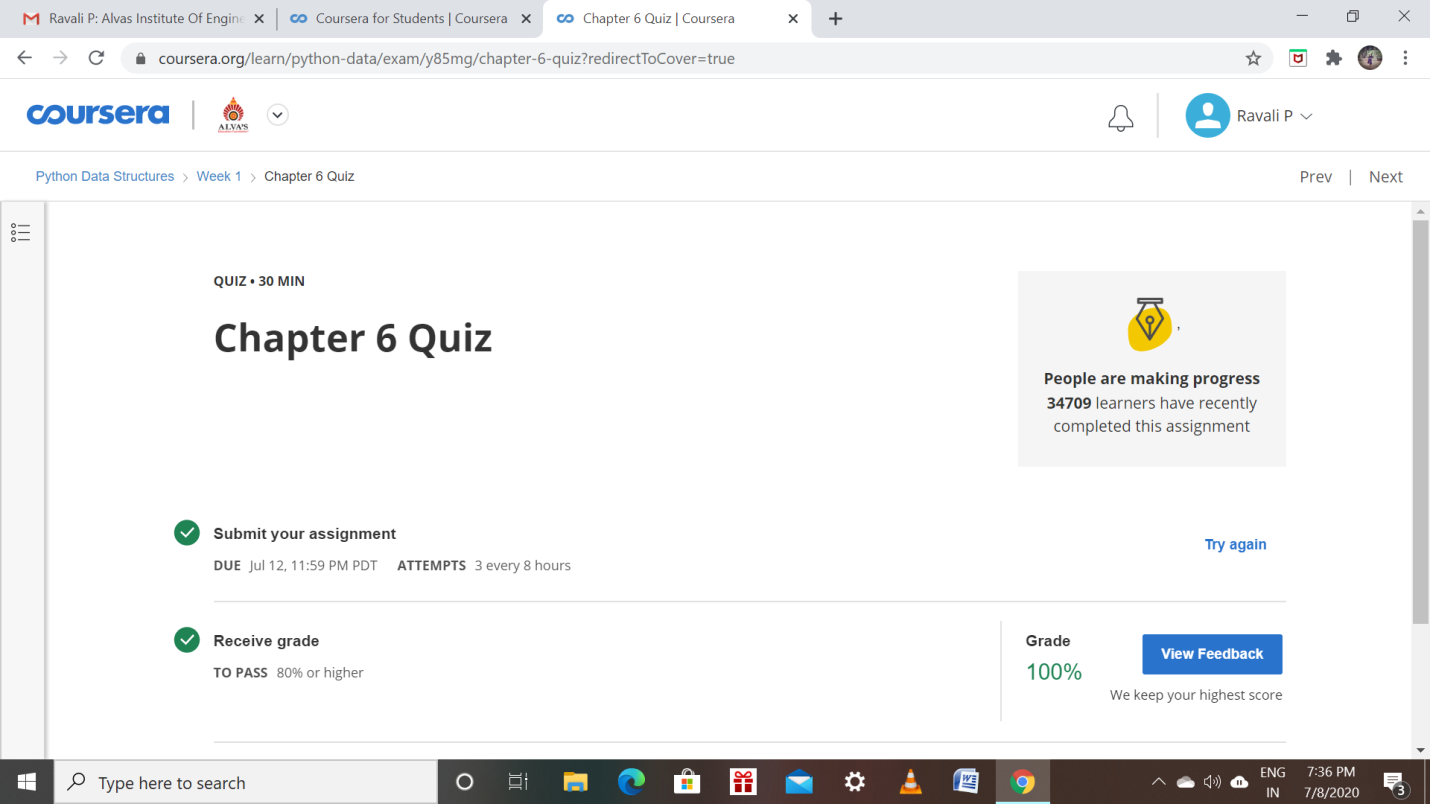 Ravali P: Alvas Institute Of Engine
Coursera for Students | Coursera
Chapter 6 Quiz | Coursera
coursera.org/learn/python-data/exam/y85mg/chapter-6-quiz?redirectToCover=true
coursera
ALVA'S
Ravali P
Python Data Structures > Week 1 > Chapter 6 Quiz
Prev | Next
QUIZ • 30 MIN
Chapter 6 Quiz
,
People are making progress
34709 learners have recently
completed this assignment
Submit your assignment
DUE Jul 12, 11:59 PM PDT ATTEMPTS 3 every 8 hours
Try again
Receive grade
TO PASS 80% or higher
Grade
100%
View Feedback
We keep your highest score
Type here to search
ENG
IN
7:36 PM
7/8/2020
3